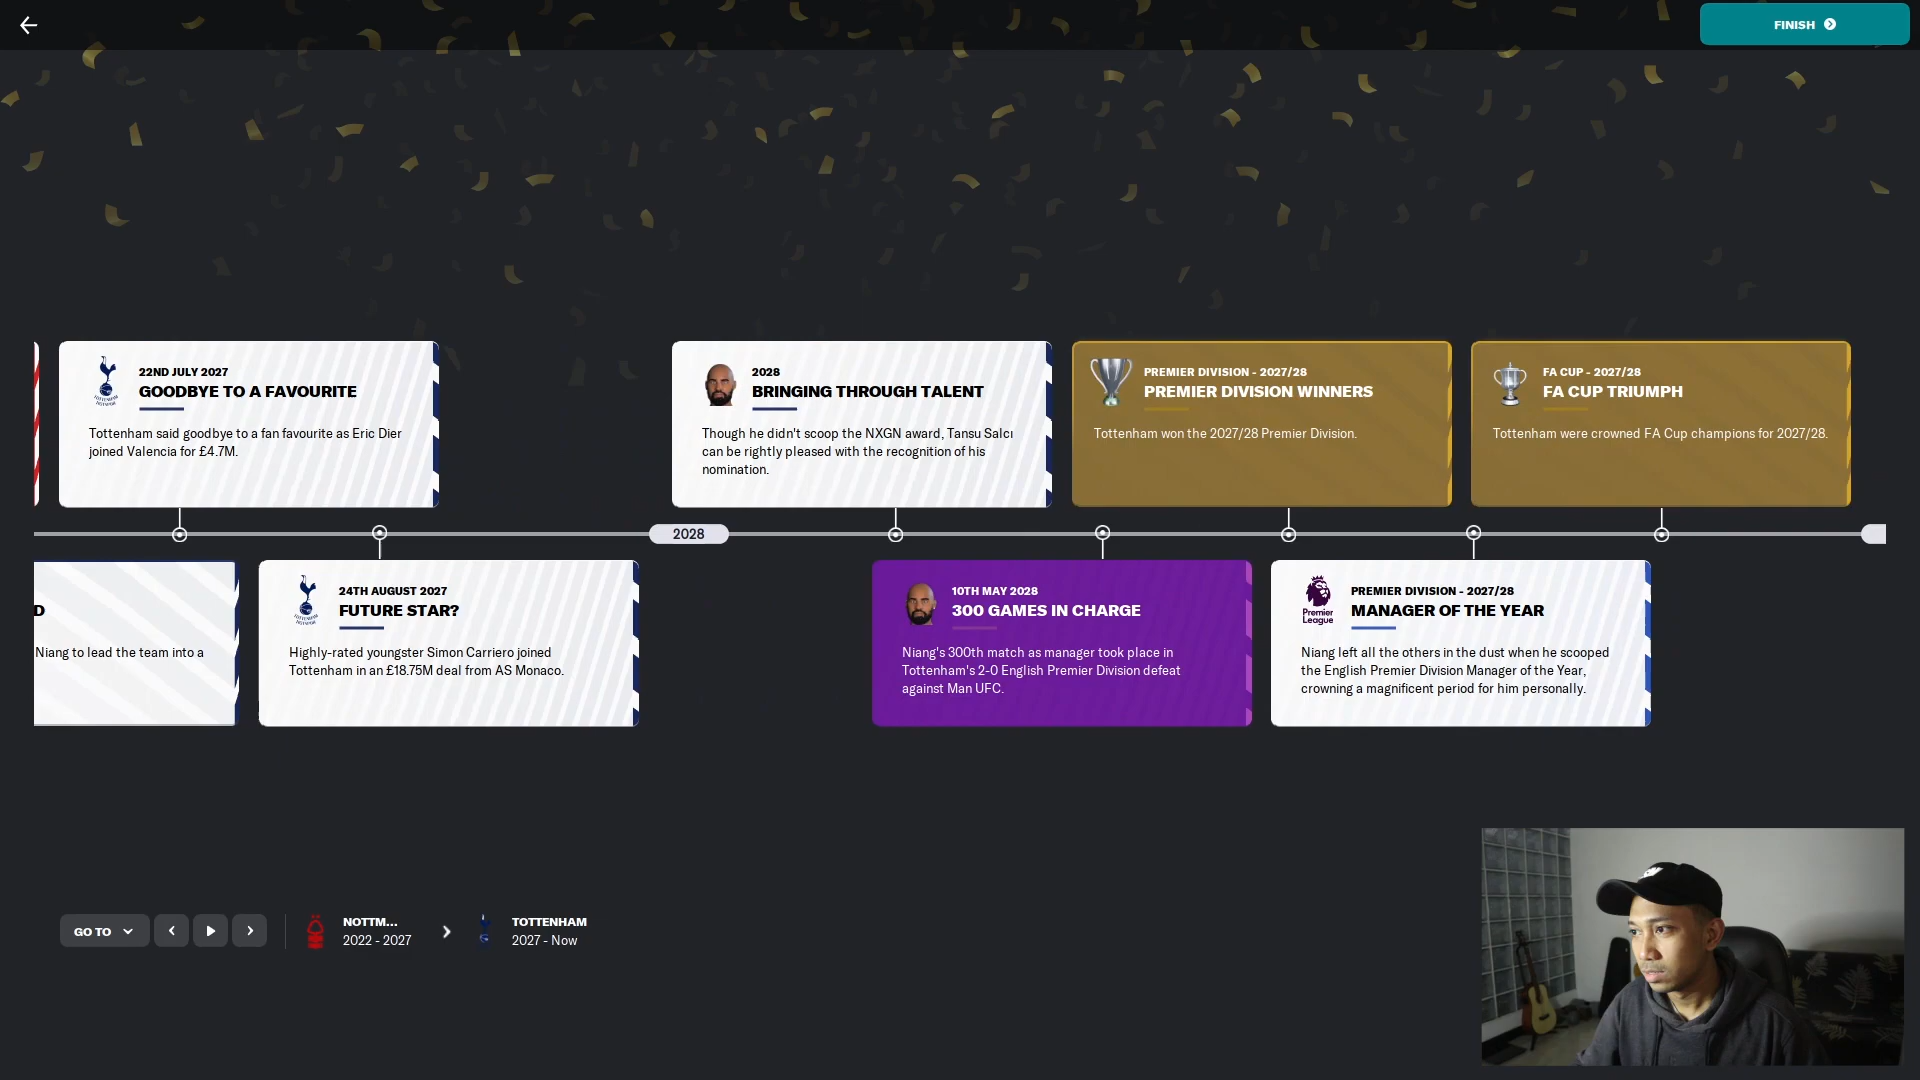 FINISH
22ND JULY 2027
GOODBYE TO A FAVOURITE
Tottenham said goodbye to a fan favourite as Eric Dier
joined Valencia for £4.7M.
2028
BRINGING THROUGH TALENT
Though he didn't scoop the NXGN award, Tansu Salcı
can be rightly pleased with the recognition of his
nomination.
PREMIER DIVISION - 2027/28
PREMIER DIVISION WINNERS
Tottenham won the 2027/28 Premier Division.
FA CUP - 2027/28
FA CUP TRIUMPH
Tottenham were crowned FA Cup champions for 2027/28.
2028
D
Niang to lead the team into a
24TH AUGUST 2027
FUTURE STAR?
Highly-rated youngster Simon Carriero joined
Tottenham in an £18.75M deal from AS Monaco.
10TH MAY 2028
300 GAMES IN CHARGE
Niang's 300th match as manager took place in
Tottenham's 2-0 English Premier Division defeat
against Man UFC.
Premier
League
PREMIER DIVISION - 2027/28
MANAGER OF THE YEAR
Niang left all the others in the dust when he scooped
the English Premier Division Manager of the Year,
crowning a magnificent period for him personally.
GO TO
NOTTM...
2022 - 2027
TOTTENHAM
2027 - Now